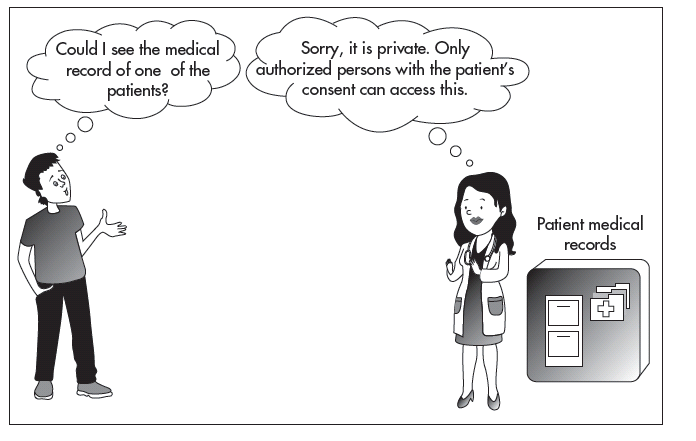 Could I see the medical
record of one of the
patients?
Sorry, it is private. Only
authorized persons with the patient's
consent can access this.
Patient medical
records